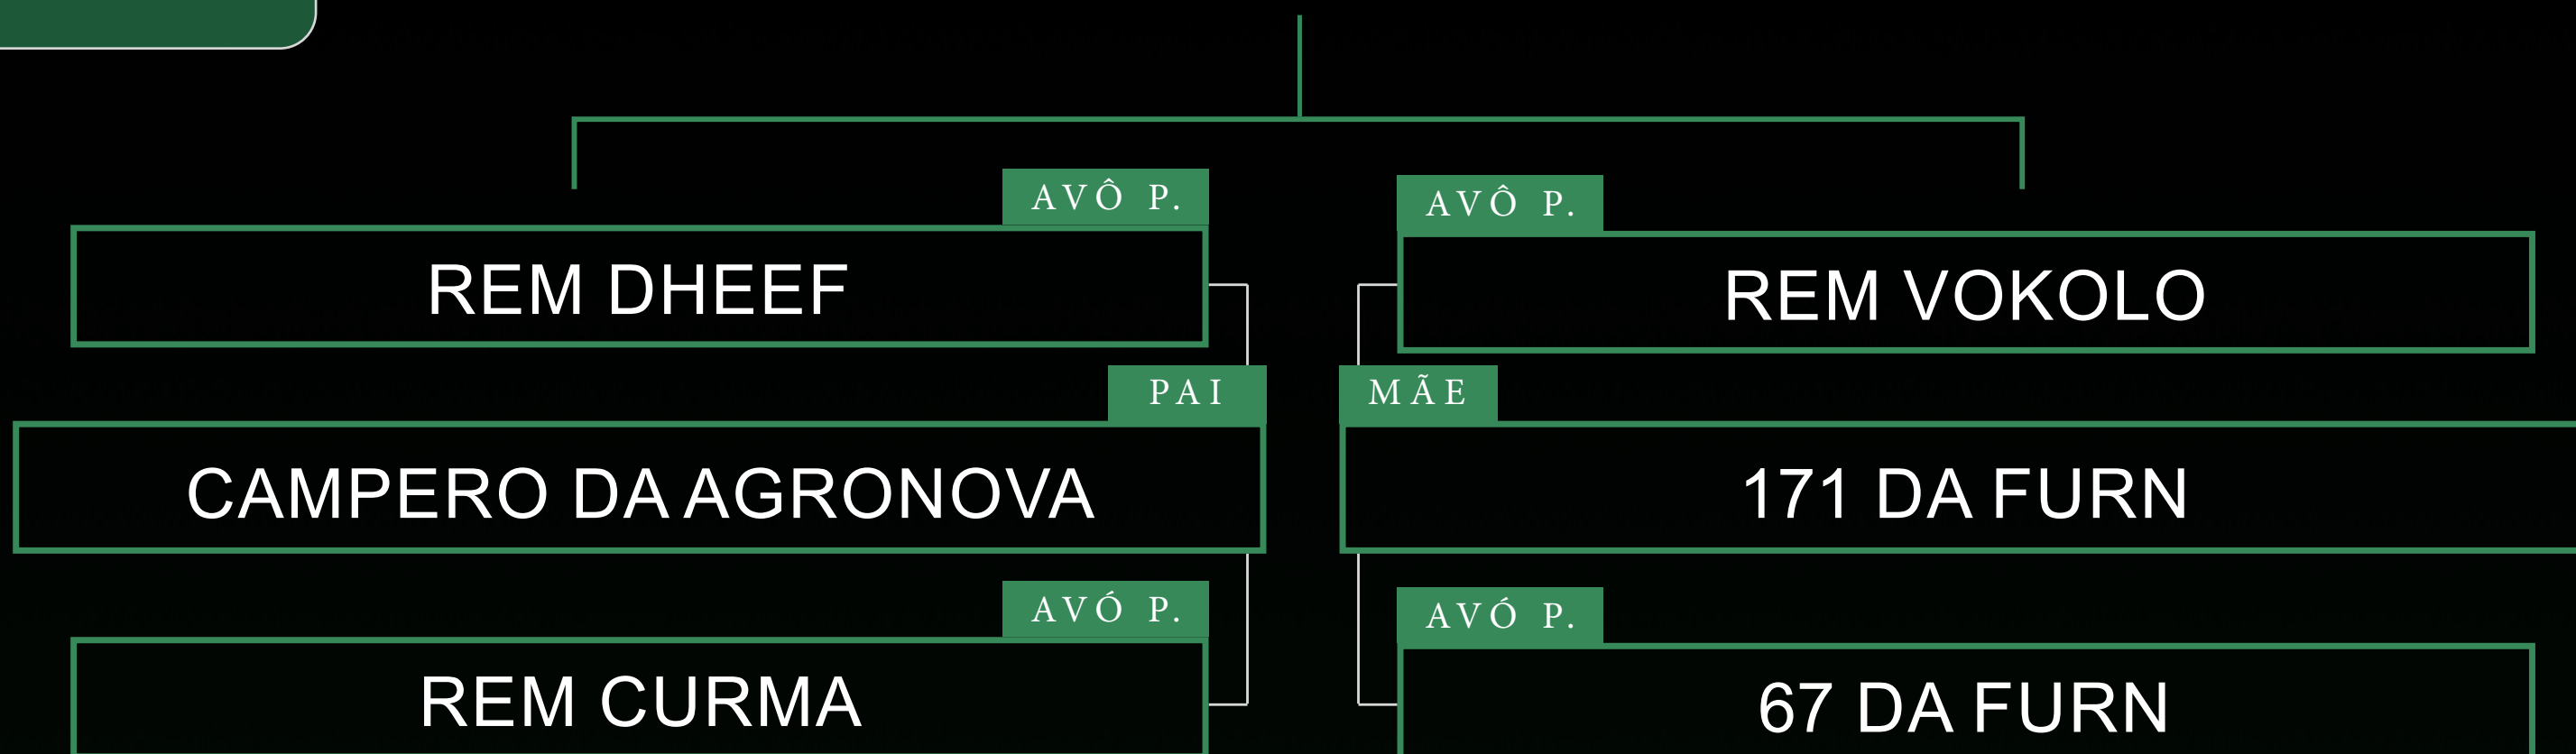 AVÔ P.
REM DHEEF
PAI
CAMPERO DA AGRONOVA
AVÓ P.
REM CURMA
AVÔ P.
REM VOKOLO
MÃE
171 DA FURN
AVÓ P.
67 DA FURN